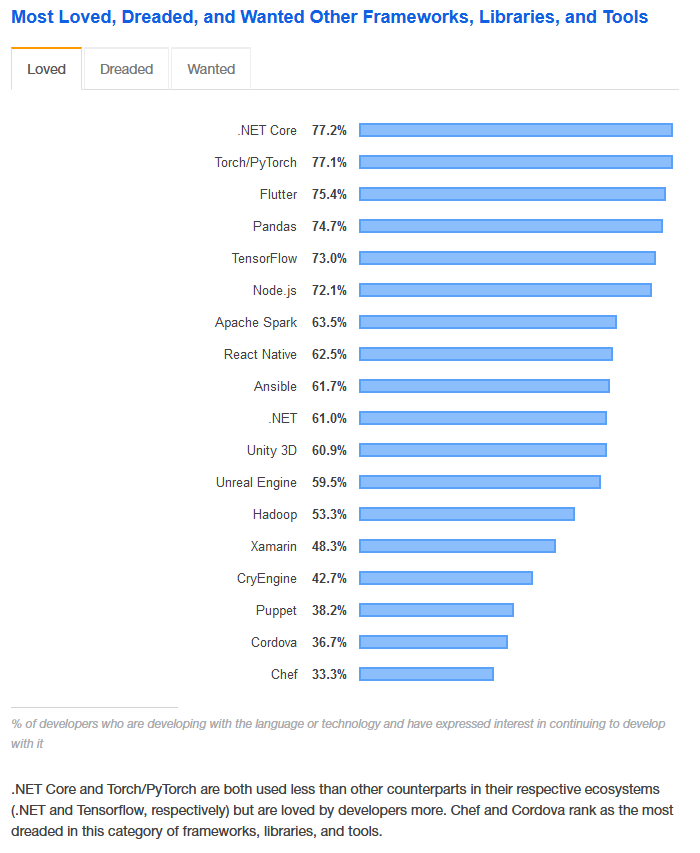 Most Loved, Dreaded, and Wanted Other Frameworks, Libraries, and Tools
Loved Dreaded Wanted
.NET Core 77.2%
Torch/PyTorch 77.1%
Flutter 75.4%
Pandas 74.7%
TensorFlow 73.0%
Node.js 72.1%
Apache Spark 63.5%
React Native 62.5%
Ansible 61.7%
.NET 61.0%
Unity 3D 60.9%
Unreal Engine 59.5%
Hadoop 53.3%
Xamarin 48.3%
CryEngine 42.7%
Puppet 38.2%
Cordova 36.7%
Chef 33.3%
% of developers who are developing with the language or technology and have expressed interest in continuing to develop
with it
.NET Core and Torch/PyTorch are both used less than other counterparts in their respective ecosystems
(.NET and Tensorflow, respectively) but are loved by developers more. Chef and Cordova rank as the most
dreaded in this category of frameworks, libraries, and tools.